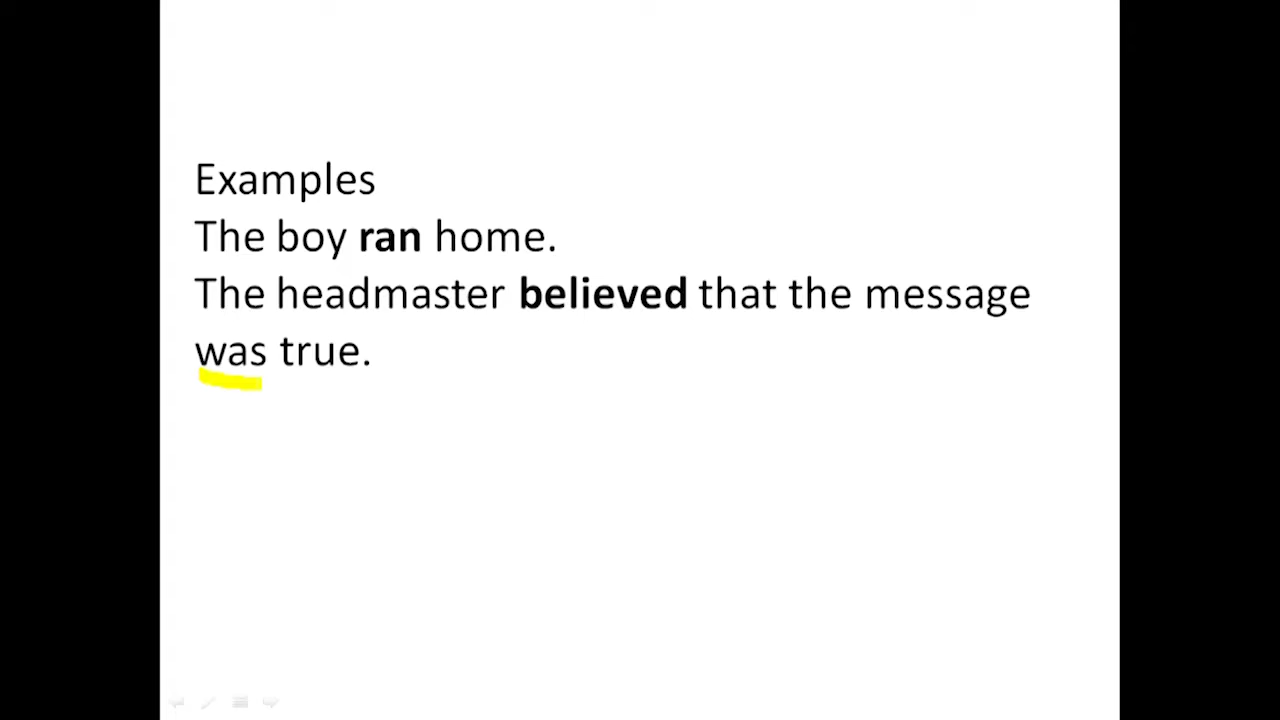 Examples
The boy ran home.
The headmaster believed that the message
was true.